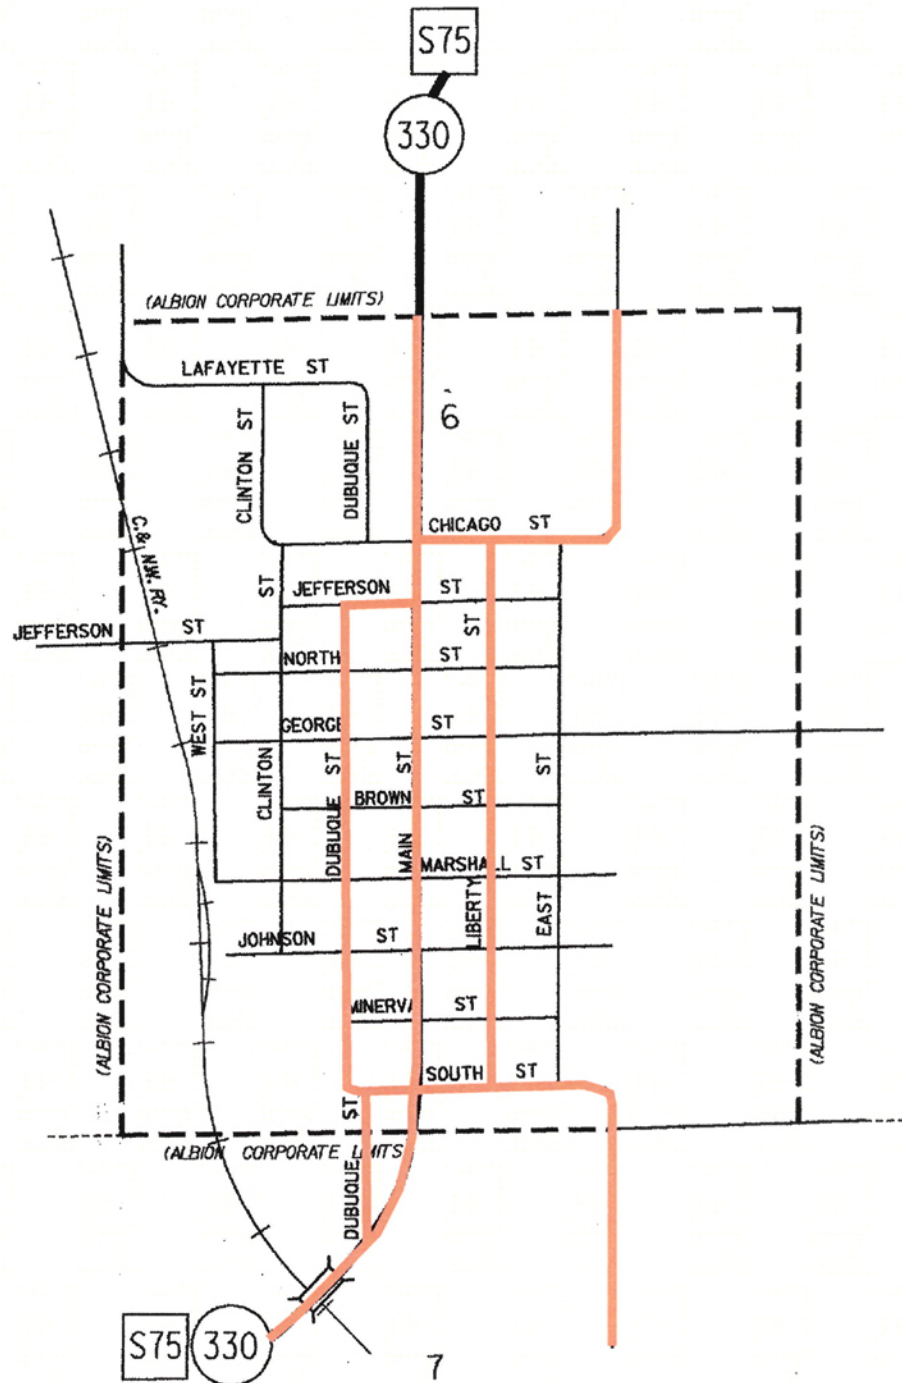 S75
330
(ALBION CORPORATE LIMITS)
LAFAYETTE ST
6
CLINTON ST
DUBUQUE ST
CHICAGO ST
C.& NW. RY.
JEFFERSON ST
JEFFERSON ST
NORTH ST
WEST ST
GEORGE ST
CLINTON ST
DUBUQUE ST
MAIN ST
LIBERTY ST
EAST ST
BROWN ST
MARSHALL ST
(ALBION CORPORATE LIMITS)
(ALBION CORPORATE LIMITS)
JOHNSON ST
MINERVA ST
SOUTH ST
(ALBION CORPORATE LIMITS)
DUBUQUE ST
S75 330
7